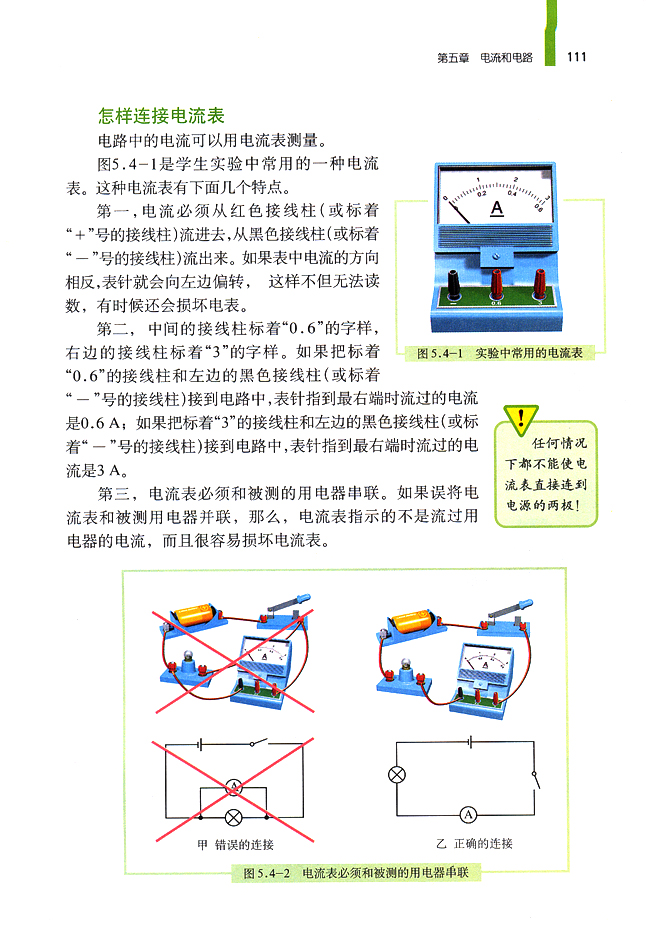 第五章 电流和电路 111
怎样连接电流表
电路中的电流可以用电流表测量。
图5.4-1是学生实验中常用的一种电流
表。这种电流表有下面几个特点。
第一，电流必须从红色接线柱（或标着
“＋”号的接线柱）流进去，从黑色接线柱（或标着
“－”号的接线柱）流出来。如果表中电流的方向
相反，表针就会向左边偏转， 这样不但无法读
数，有时候还会损坏电表。
第二， 中间的接线柱标着“0.6”的字样，
右边的接线柱标着“3”的字样。如果把标着
“0.6”的接线柱和左边的黑色接线柱（或标着
“－”号的接线柱）接到电路中，表针指到最右端时流过的电流
是0.6 A；如果把标着“3”的接线柱和左边的黑色接线柱（或标
着“－”号的接线柱）接到电路中，表针指到最右端时流过的电
流是3 A。
第三，电流表必须和被测的用电器串联。如果误将电
流表和被测用电器并联，那么，电流表指示的不是流过用
电器的电流，而且很容易损坏电流表。
0 1 2 3
0.2 0.4 0.6
A
－ 0.6 3
图5.4-1 实验中常用的电流表
!
任何情况
下都不能使电
流表直接连到
电源的两极！
A
A
A
A
甲 错误的连接
乙 正确的连接
图5.4-2 电流表必须和被测的用电器串联